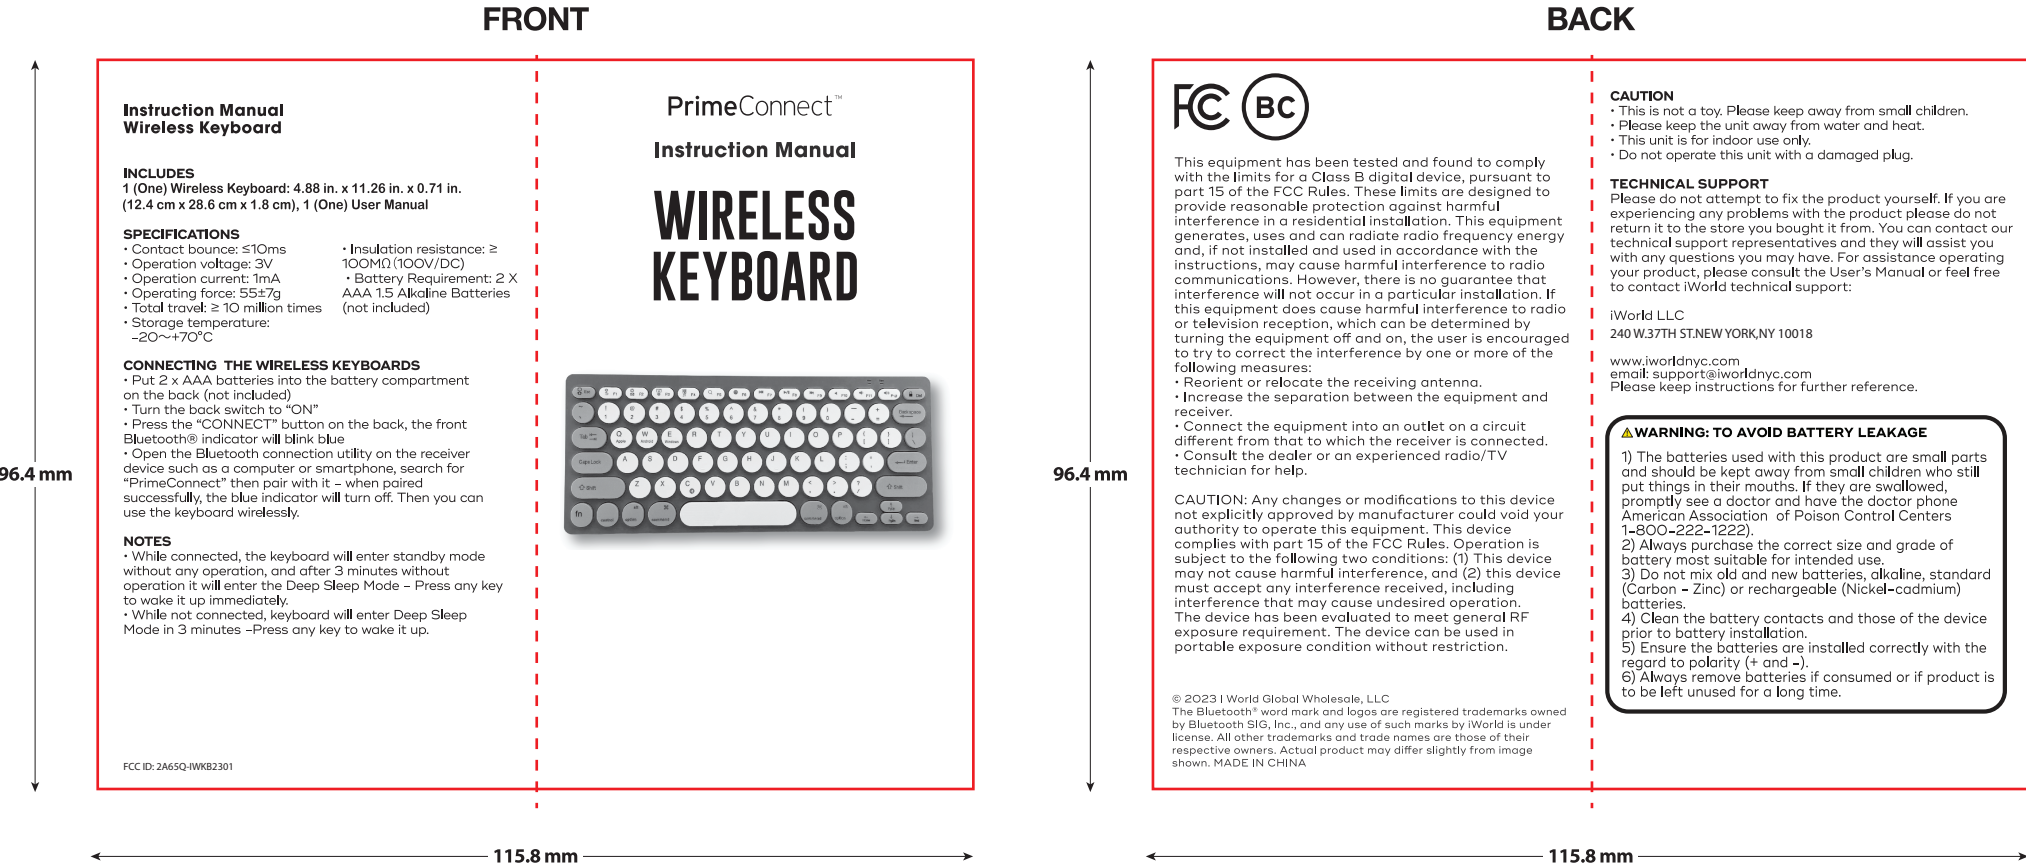 FRONT
96.4 mm
Instruction Manual
Wireless Keyboard
INCLUDES
1 (One) Wireless Keyboard: 4.88 in. x 11.26 in. x 0.71 in.
(12.4 cm x 28.6 cm x 1.8 cm), 1 (One) User Manual
SPECIFICATIONS
• Contact bounce: ≤10ms
• Operation voltage: 3V
• Operation current: 1mA
• Operating force: 55±7g
• Total travel: ≥ 10 million times
• Storage temperature:
-20～+70°C
• Insulation resistance: ≥
100MΩ(100V/DC)
• Battery Requirement: 2 X
AAA 1.5 Alkaline Batteries
(not included)
CONNECTING THE WIRELESS KEYBOARDS
• Put 2 x AAA batteries into the battery compartment
on the back (not included)
• Turn the back switch to “ON”
• Press the “CONNECT” button on the back, the front
Bluetooth® indicator will blink blue
• Open the Bluetooth connection utility on the receiver
device such as a computer or smartphone, search for
“PrimeConnect” then pair with it - when paired
successfully, the blue indicator will turn off. Then you can
use the keyboard wirelessly.
NOTES
• While connected, the keyboard will enter standby mode
without any operation, and after 3 minutes without
operation it will enter the Deep Sleep Mode - Press any key
to wake it up immediately.
• While not connected, keyboard will enter Deep Sleep
Mode in 3 minutes -Press any key to wake it up.
FCC ID: 2A65Q-IWKB2301
PrimeConnect™
Instruction Manual
WIRELESS
KEYBOARD
115.8 mm
BACK
96.4 mm
FC BC
This equipment has been tested and found to comply
with the limits for a Class B digital device, pursuant to
part 15 of the FCC Rules. These limits are designed to
provide reasonable protection against harmful
interference in a residential installation. This equipment
generates, uses and can radiate radio frequency energy
and, if not installed and used in accordance with the
instructions, may cause harmful interference to radio
communications. However, there is no guarantee that
interference will not occur in a particular installation. If
this equipment does cause harmful interference to radio
or television reception, which can be determined by
turning the equipment off and on, the user is encouraged
to try to correct the interference by one or more of the
following measures:
• Reorient or relocate the receiving antenna.
• Increase the separation between the equipment and
receiver.
• Connect the equipment into an outlet on a circuit
different from that to which the receiver is connected.
• Consult the dealer or an experienced radio/TV
technician for help.
CAUTION: Any changes or modifications to this device
not explicitly approved by manufacturer could void your
authority to operate this equipment. This device
complies with part 15 of the FCC Rules. Operation is
subject to the following two conditions: (1) This device
may not cause harmful interference, and (2) this device
must accept any interference received, including
interference that may cause undesired operation.
The device has been evaluated to meet general RF
exposure requirement. The device can be used in
portable exposure condition without restriction.
© 2023 I World Global Wholesale, LLC
The Bluetooth® word mark and logos are registered trademarks owned
by Bluetooth SIG, Inc., and any use of such marks by iWorld is under
license. All other trademarks and trade names are those of their
respective owners. Actual product may differ slightly from image
shown. MADE IN CHINA
CAUTION
• This is not a toy. Please keep away from small children.
• Please keep the unit away from water and heat.
• This unit is for indoor use only.
• Do not operate this unit with a damaged plug.
TECHNICAL SUPPORT
Please do not attempt to fix the product yourself. If you are
experiencing any problems with the product please do not
return it to the store you bought it from. You can contact our
technical support representatives and they will assist you
with any questions you may have. For assistance operating
your product, please consult the User’s Manual or feel free
to contact iWorld technical support:
iWorld LLC
240 W.37TH ST.NEW YORK,NY 10018
www.iworldnyc.com
email: support@iworldnyc.com
Please keep instructions for further reference.
WARNING: TO AVOID BATTERY LEAKAGE
1) The batteries used with this product are small parts
and should be kept away from small children who still
put things in their mouths. If they are swallowed,
promptly see a doctor and have the doctor phone
American Association of Poison Control Centers
1-800-222-1222).
2) Always purchase the correct size and grade of
battery most suitable for intended use.
3) Do not mix old and new batteries, alkaline, standard
(Carbon - Zinc) or rechargeable (Nickel-cadmium)
batteries.
4) Clean the battery contacts and those of the device
prior to battery installation.
5) Ensure the batteries are installed correctly with the
regard to polarity (+ and -).
6) Always remove batteries if consumed or if product is
to be left unused for a long time.
115.8 mm